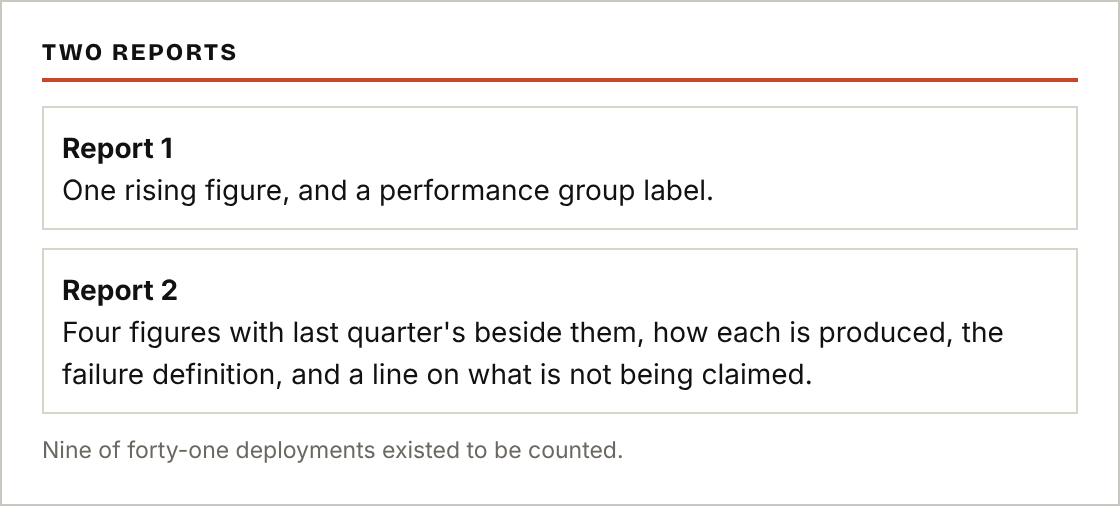 TWO REPORTS
Report 1
One rising figure, and a performance group label.
Report 2
Four figures with last quarter's beside them, how each is produced, the
failure definition, and a line on what is not being claimed.
Nine of forty-one deployments existed to be counted.